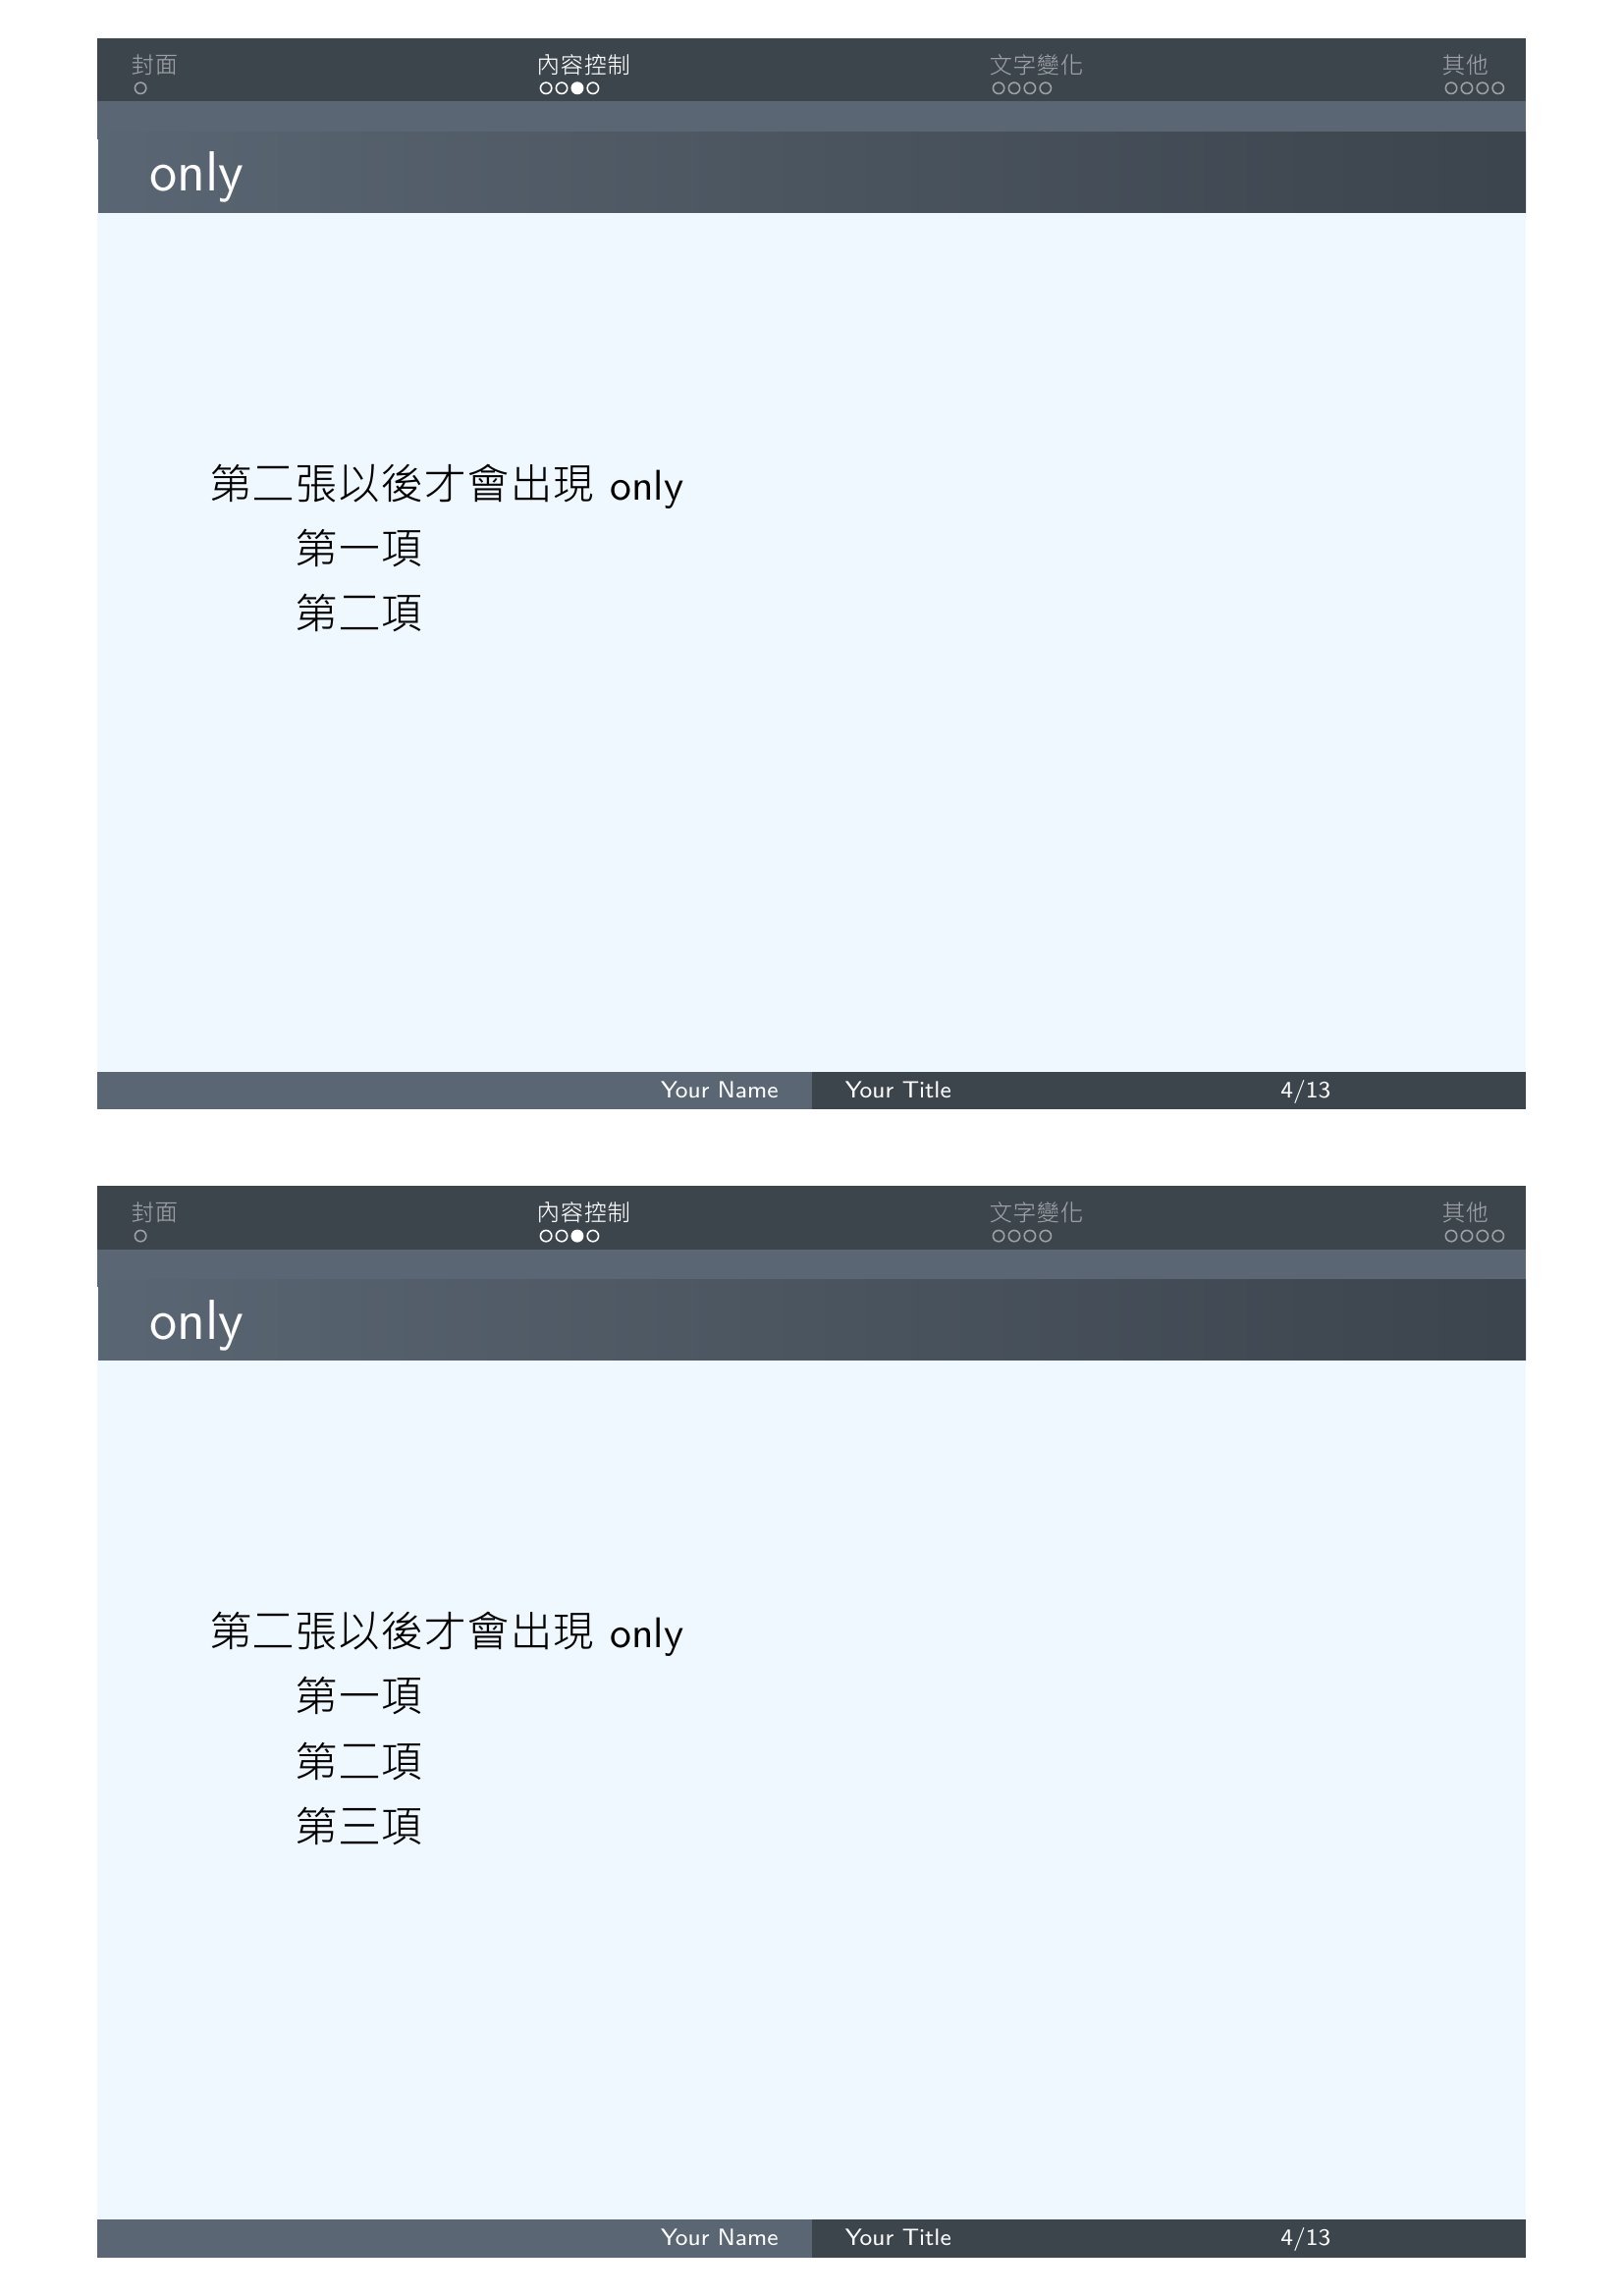 封面 內容控制 文字變化 其他
only
第二張以後才會出現 only
第一項
第二項
Your Name Your Title 4/13
封面 內容控制 文字變化 其他
only
第二張以後才會出現 only
第一項
第二項
第三項
Your Name Your Title 4/13